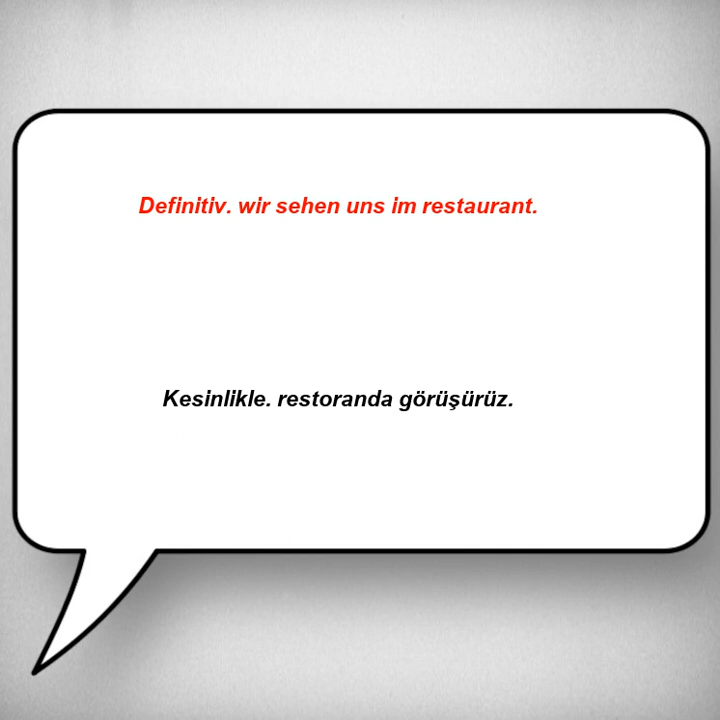 Definitiv. wir sehen uns im restaurant.
Kesinlikle. restoranda görüşürüz.